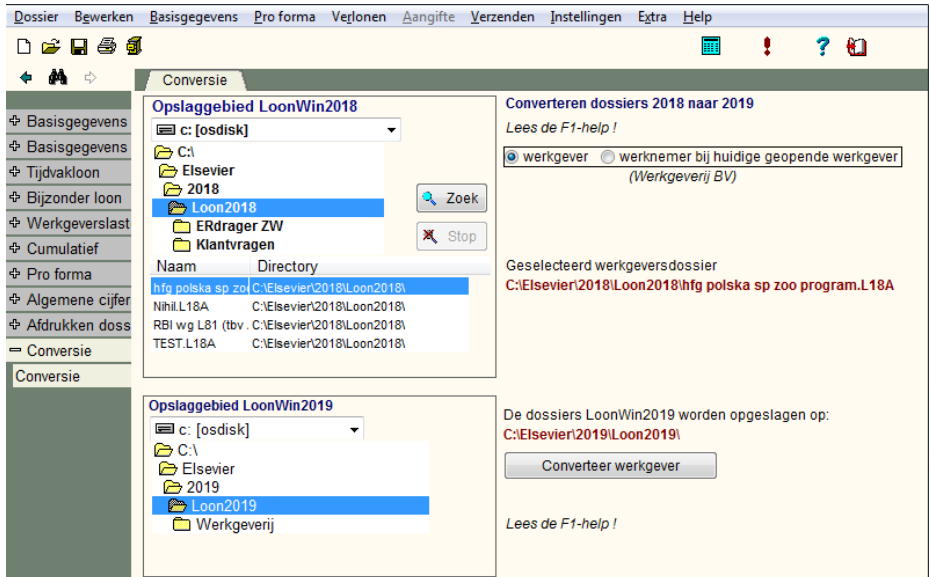 Dossier Bewerken Basisgegevens Pro forma Verlonen Aangifte Verzenden Instellingen Extra Help
Conversie
Basisgegevens
Basisgegevens
Tijdvakloon
Bijzonder loon
Werkgeverslast
Cumulatief
Pro forma
Algemene cijfer
Afdrukken doss
Conversie
Conversie
Opslaggebied LoonWin2018
c: [osdisk]
C:\
Elsevier
2018
Loon2018
ERdrager ZW
Klantvragen
Zoek
Stop
Naam Directory
hfg polska sp zoo C:\Elsevier\2018\Loon2018\
Nihil.L18A C:\Elsevier\2018\Loon2018\
RBI wg L81 (tbv . C:\Elsevier\2018\Loon2018\
TEST.L18A C:\Elsevier\2018\Loon2018\
Converteren dossiers 2018 naar 2019
Lees de F1-help !
werkgever werknemer bij huidige geopende werkgever
(Werkgeverij BV)
Geselecteerd werkgeversdossier
C:\Elsevier\2018\Loon2018\hfg polska sp zoo program.L18A
Opslaggebied LoonWin2019
c: [osdisk]
C:\
Elsevier
2019
Loon2019
Werkgeverij
De dossiers LoonWin2019 worden opgeslagen op:
C:\Elsevier\2019\Loon2019\
Converteer werkgever
Lees de F1-help !